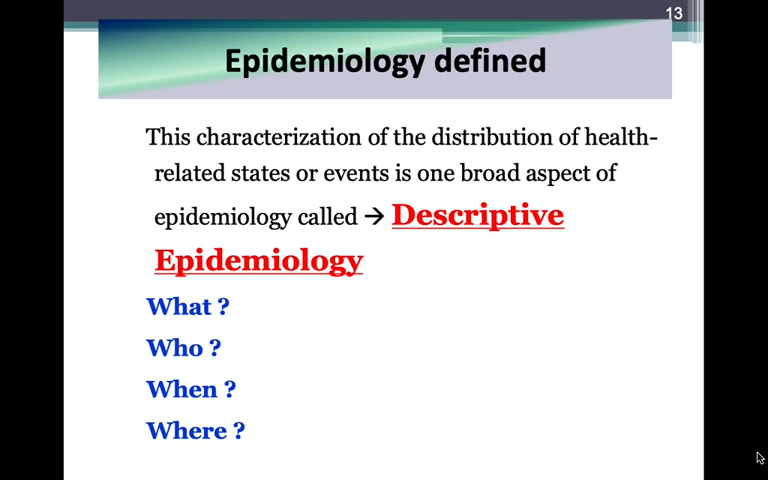 13
Epidemiology defined
This characterization of the distribution of health-
related states or events is one broad aspect of
epidemiology called → Descriptive
Epidemiology
What ?
Who ?
When ?
Where ?